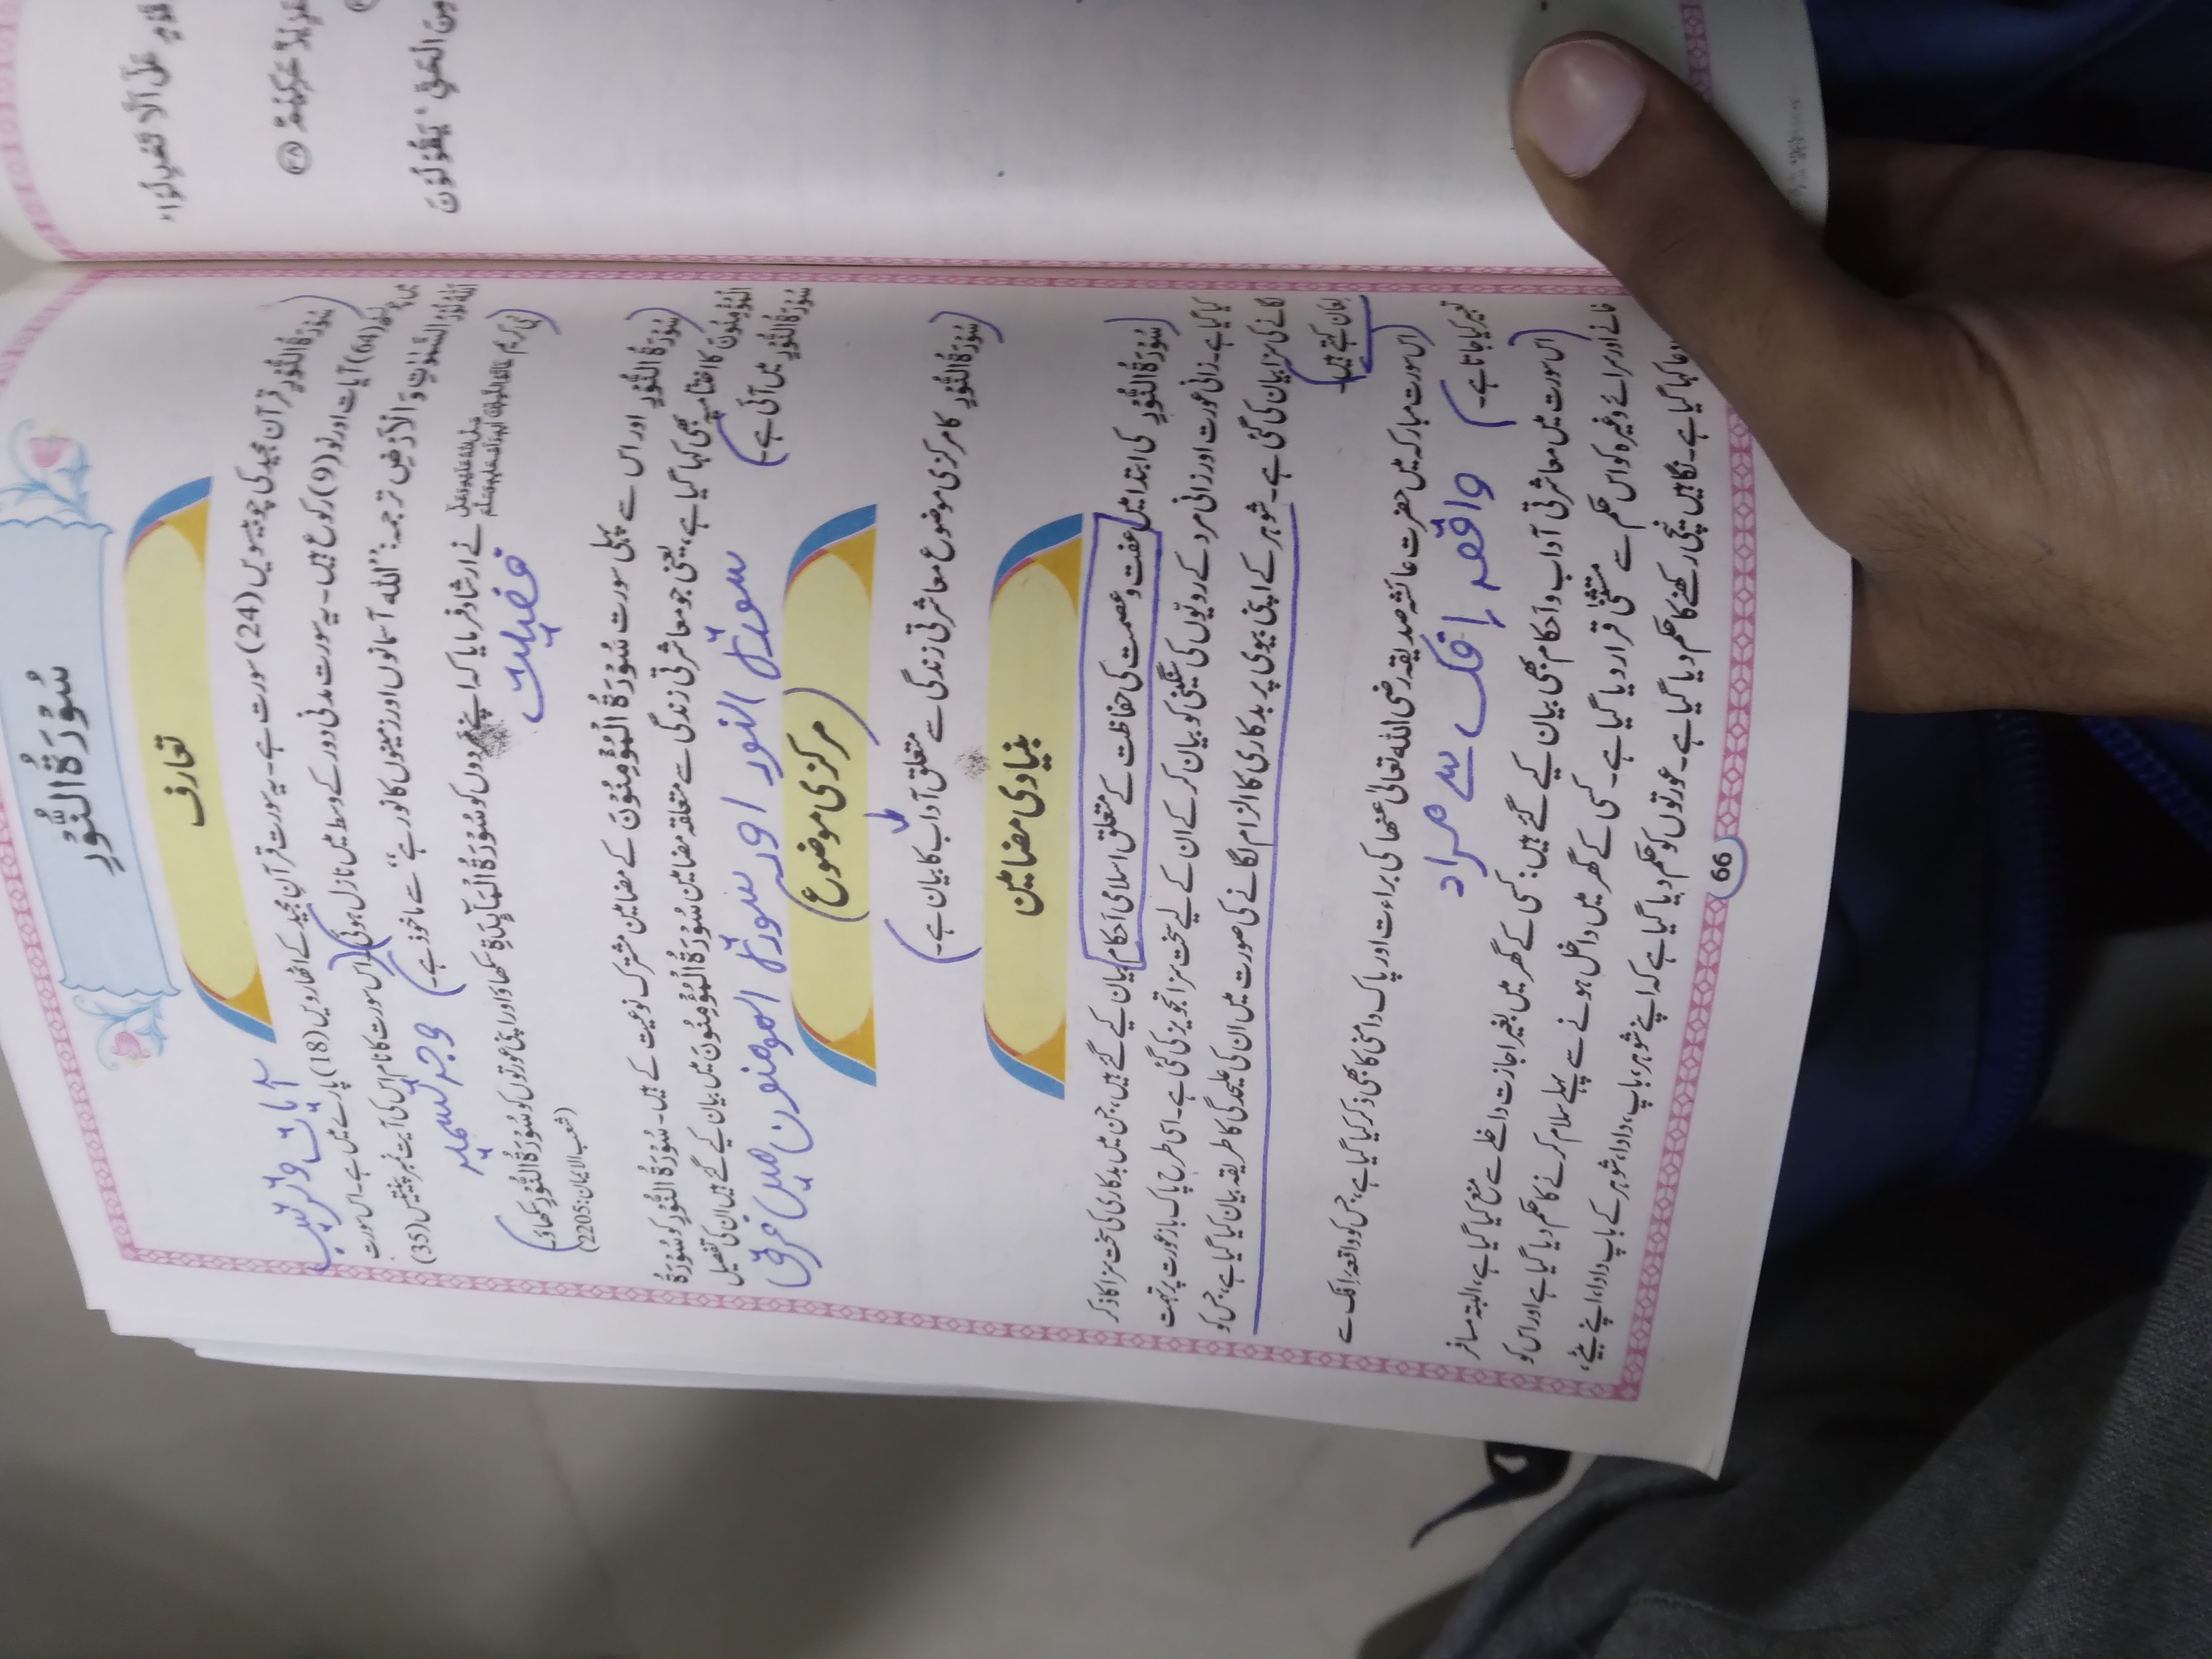 سُوْرَۃُ النُّوْرِ
تعارف
سُوْرَۃُ النُّوْرِ قرآن مجید کی چوبیسویں (24) سورت ہے۔ یہ سورت قرآنِ مجید کے اٹھارویں (18) پارے میں ہے۔ اس سورت
آیات و ترتیب
میں چونسٹھ (64) آیات اور نو (9) رکوع ہیں۔ یہ سورت مدنی دور کے وسط میں نازل ہوئی۔ اس سورت کا نام اس کی آیت نمبر پینتیس (35)
اَللّٰهُ نُوْرُ السَّمٰوٰتِ وَ الْاَرْضِ ترجمہ: ’’اللہ آسمانوں اور زمینوں کا نور ہے‘‘ سے ماخوذ ہے۔
وجہ تسمیہ
نبی کریم نے ارشاد فرمایا کہ اپنے مردوں کو سُوْرَۃُ الْمَآىِٕدَةِ سکھاؤ اور اپنی عورتوں کو سُوْرَۃُ النُّوْرِ سکھاؤ۔
فضیلت
(شعب الایمان: 2205)
سُوْرَۃُ النُّوْرِ اور اس سے پہلی سورت سُوْرَۃُ الْمُؤْمِنُوْنَ کے مضامین مشترک نوعیت کے ہیں۔ سُوْرَۃُ النُّوْرِ کو سُوْرَۃُ
الْمُؤْمِنُوْنَ کا اختتامیہ بھی کہا گیا ہے، یعنی جو معاشرتی زندگی سے متعلقہ مضامین سُوْرَۃُ الْمُؤْمِنُوْنَ میں بیان کیے گئے ہیں ان کی تفصیل
سُوْرَۃُ النُّوْرِ میں آئی ہے۔
سورۃ النور اور سورۃ المومنون میں فرق
مرکزی موضوع
سُوْرَۃُ النُّوْرِ کا مرکزی موضوع معاشرتی زندگی سے متعلق آداب کا بیان ہے۔
بنیادی مضامین
سُوْرَۃُ النُّوْرِ کی ابتدا میں عفت و عصمت کی حفاظت کے متعلق اسلامی اَحکام بیان کیے گئے ہیں، جن میں بدکاری کی سخت سزا کا ذکر
کیا گیا ہے۔ زانی عورت اور زانی مرد کے رویّوں کی سنگینی کو بیان کر کے ان کے لیے سخت سزا تجویز کی گئی ہے۔ اسی طرح پاک باز عورت پر تہمت
لگانے کی سزا بیان کی گئی ہے۔ شوہر کے اپنی بیوی پر بدکاری کا الزام لگانے کی صورت میں ان کی علیحدگی کا طریقہ بیان کیا گیا ہے، جس کو
لِعَان کہتے ہیں۔
اس سورت مبارکہ میں حضرت عائشہ صدیقہ رضی اللہ تعالیٰ عنھا کی براءت اور پاک دامنی کا بھی ذکر کیا گیا ہے، جس کو واقعۂ اِفک سے
تعبیر کیا جاتا ہے۔
واقعہ اِفک سے مراد
اس سورت میں معاشرتی آداب و اَحکام بھی بیان کیے گئے ہیں: کسی کے گھر میں بغیر اجازت داخلے سے منع کیا گیا ہے، البتہ مسافر
خانے اور سرائے وغیرہ کو اس حکم سے مستثنیٰ قرار دیا گیا ہے۔ کسی کے گھر میں داخل ہونے سے پہلے سلام کرنے کا حکم دیا گیا ہے اور اس کو
دعا کہا گیا ہے۔ نگاہیں نیچی رکھنے کا حکم دیا گیا ہے۔ عورتوں کو حکم دیا گیا ہے کہ اپنے شوہر، باپ، دادا، شوہر کے باپ دادا، اپنے بیٹے،
66
عَلٰۤى اَلَّا تَعْدِلُوْا
حَكِیْمٌ
مِنَ الْحَقِّ ۚ یَقُوْلُوْنَ